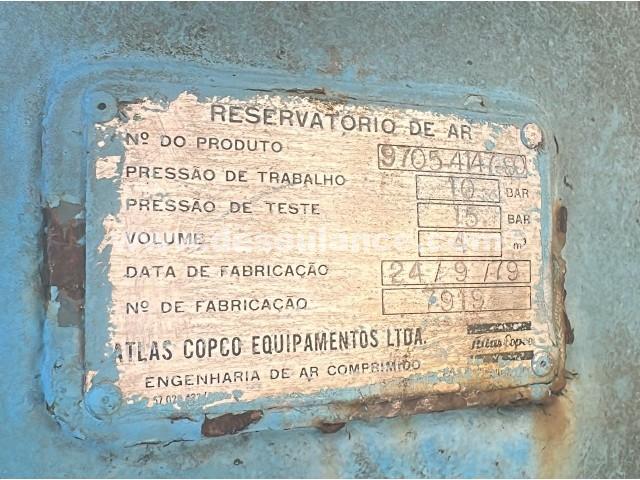 RESERVATÓRIO DE AR
Nº DO PRODUTO 9705-4147-80
PRESSÃO DE TRABALHO 10 BAR
PRESSÃO DE TESTE 15 BAR
VOLUME 4 m³
DATA DE FABRICAÇÃO 24/9/79
Nº DE FABRICAÇÃO 919
ATLAS COPCO EQUIPAMENTOS LTDA. Atlas Copco
ENGENHARIA DE AR COMPRIMIDO